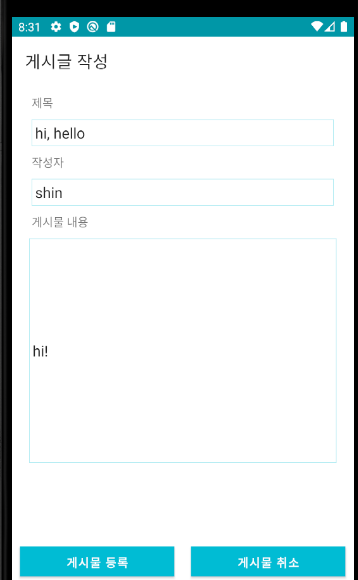 8:31
게시글 작성
제목
hi, hello
작성자
shin
게시물 내용
hi!
게시물 등록
게시물 취소